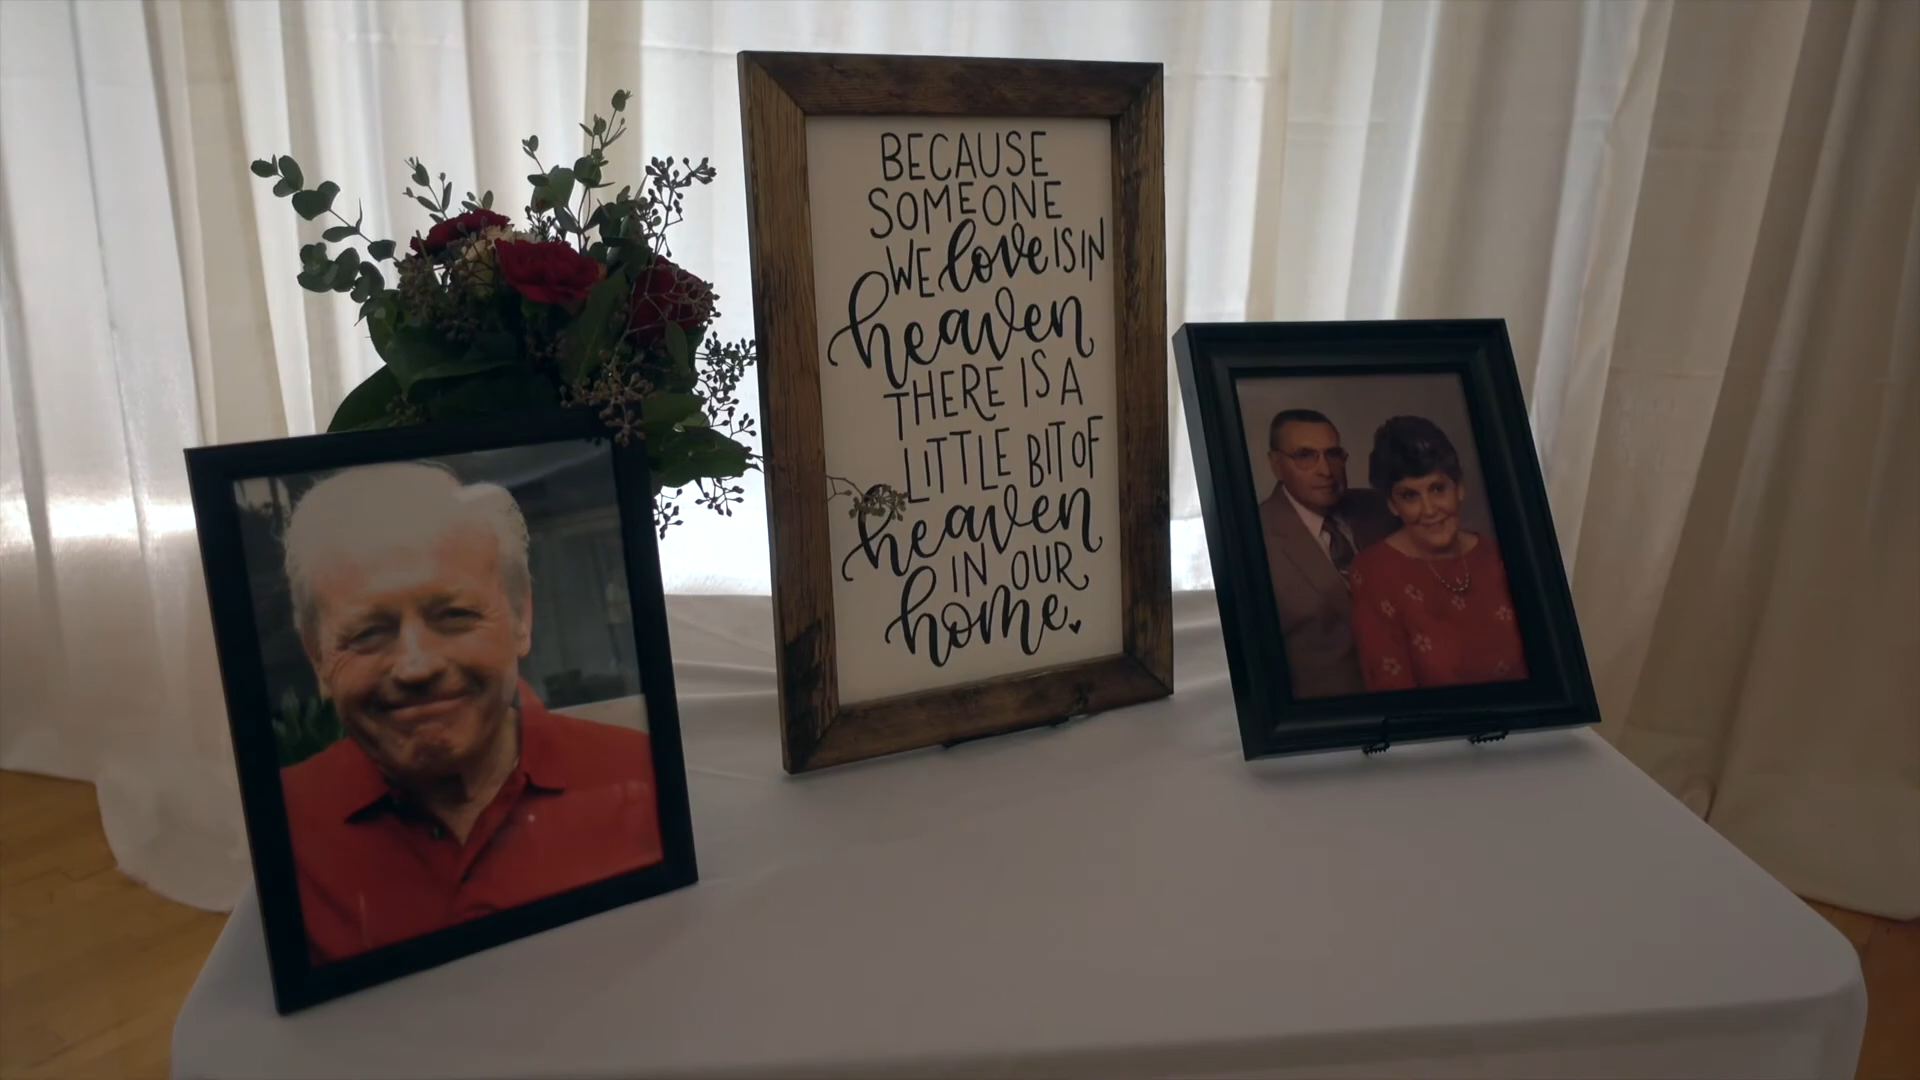 BECAUSE
SOMEONE
WE love IS IN
heaven
THERE IS A
LITTLE BIT OF
heaven
IN OUR
home.